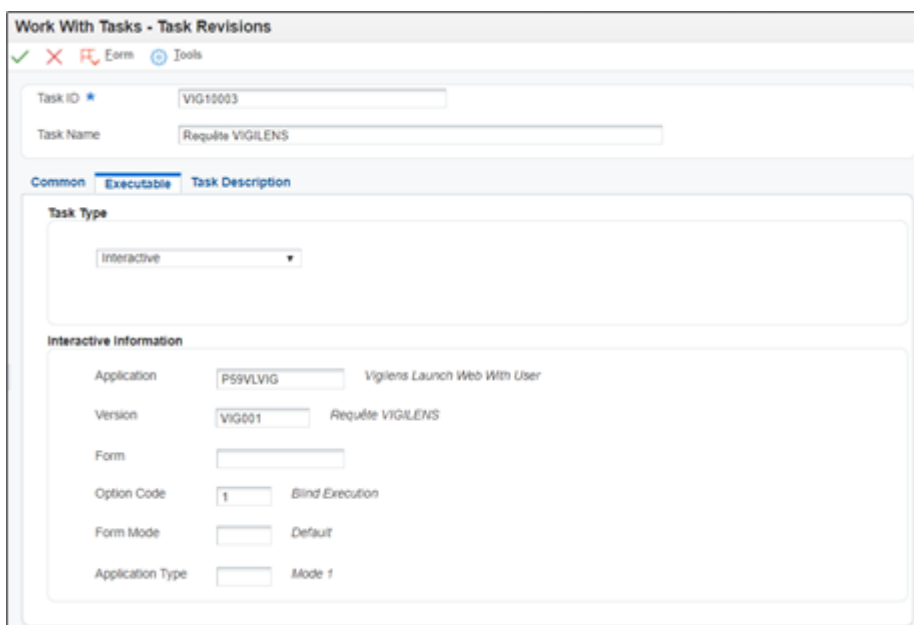 Work With Tasks - Task Revisions
Form Tools
Task ID * VIG10003
Task Name Requête VIGILENS
Common Executable Task Description
Task Type
Interactive
Interactive Information
Application P59VLVIG Vigilens Launch Web With User
Version VIG001 Requête VIGILENS
Form
Option Code 1 Blind Execution
Form Mode Default
Application Type Mode 1